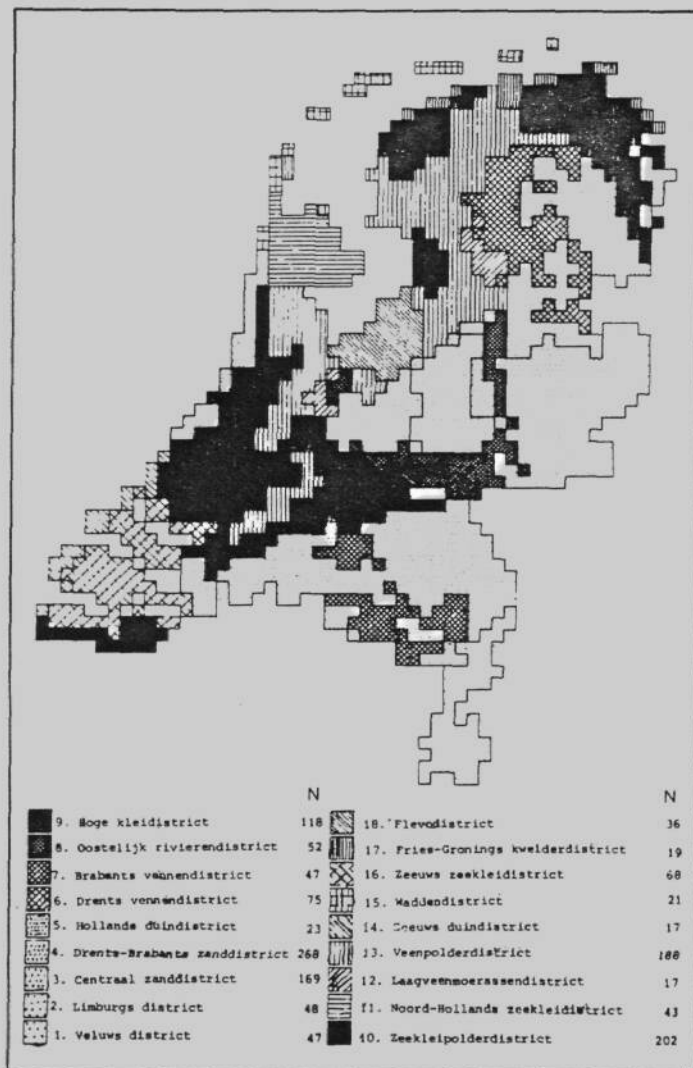 N
9. Hoge kleidistrict 118
8. Oostelijk rivierendistrict 52
7. Brabants vennendistrict 47
6. Drents vennendistrict 75
5. Hollands duindistrict 23
4. Drents-Brabants zanddistrict 268
3. Centraal zanddistrict 169
2. Limburgs district 48
1. Veluws district 47
N
18. Flevodistrict 36
17. Fries-Gronings kwelderdistrict 19
16. Zeeuws zeekleidistrict 68
15. Waddendistrict 21
14. Zeeuws duindistrict 17
13. Veenpolderdistrict 188
12. Laagveenmoerassendistrict 17
11. Noord-Hollands zeekleidistrict 43
10. Zeekleipolderdistrict 202